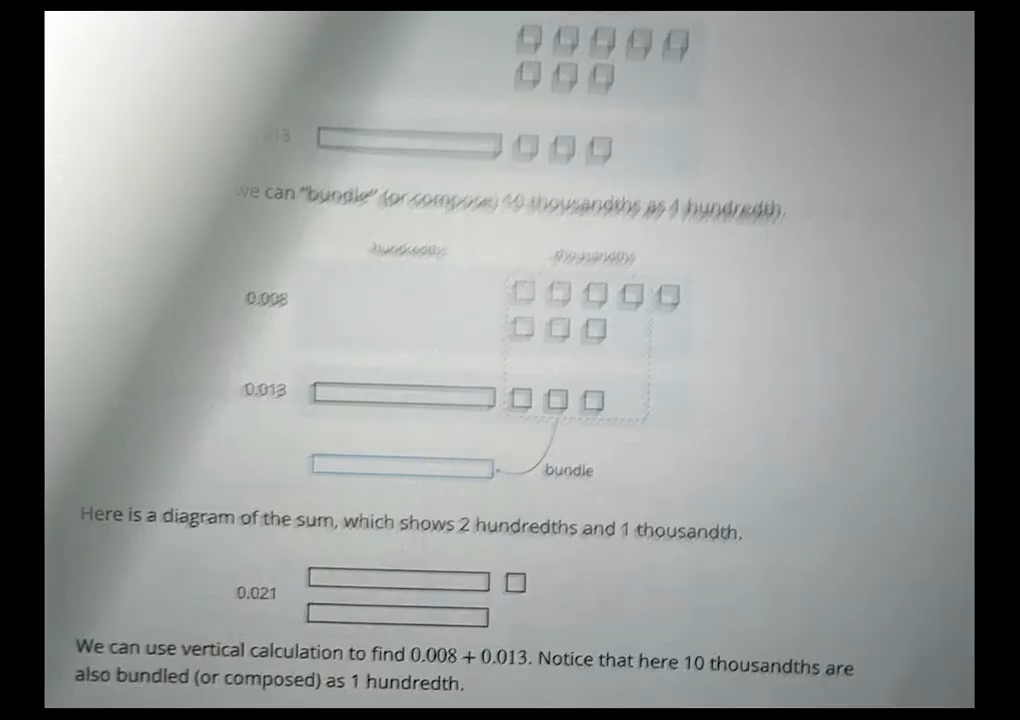 we can "bundle" (or compose) 10 thousandths as 1 hundredth.
hundredths thousandths
0.008
0.013
bundle
Here is a diagram of the sum, which shows 2 hundredths and 1 thousandth.
0.021
We can use vertical calculation to find 0.008 + 0.013. Notice that here 10 thousandths are
also bundled (or composed) as 1 hundredth.